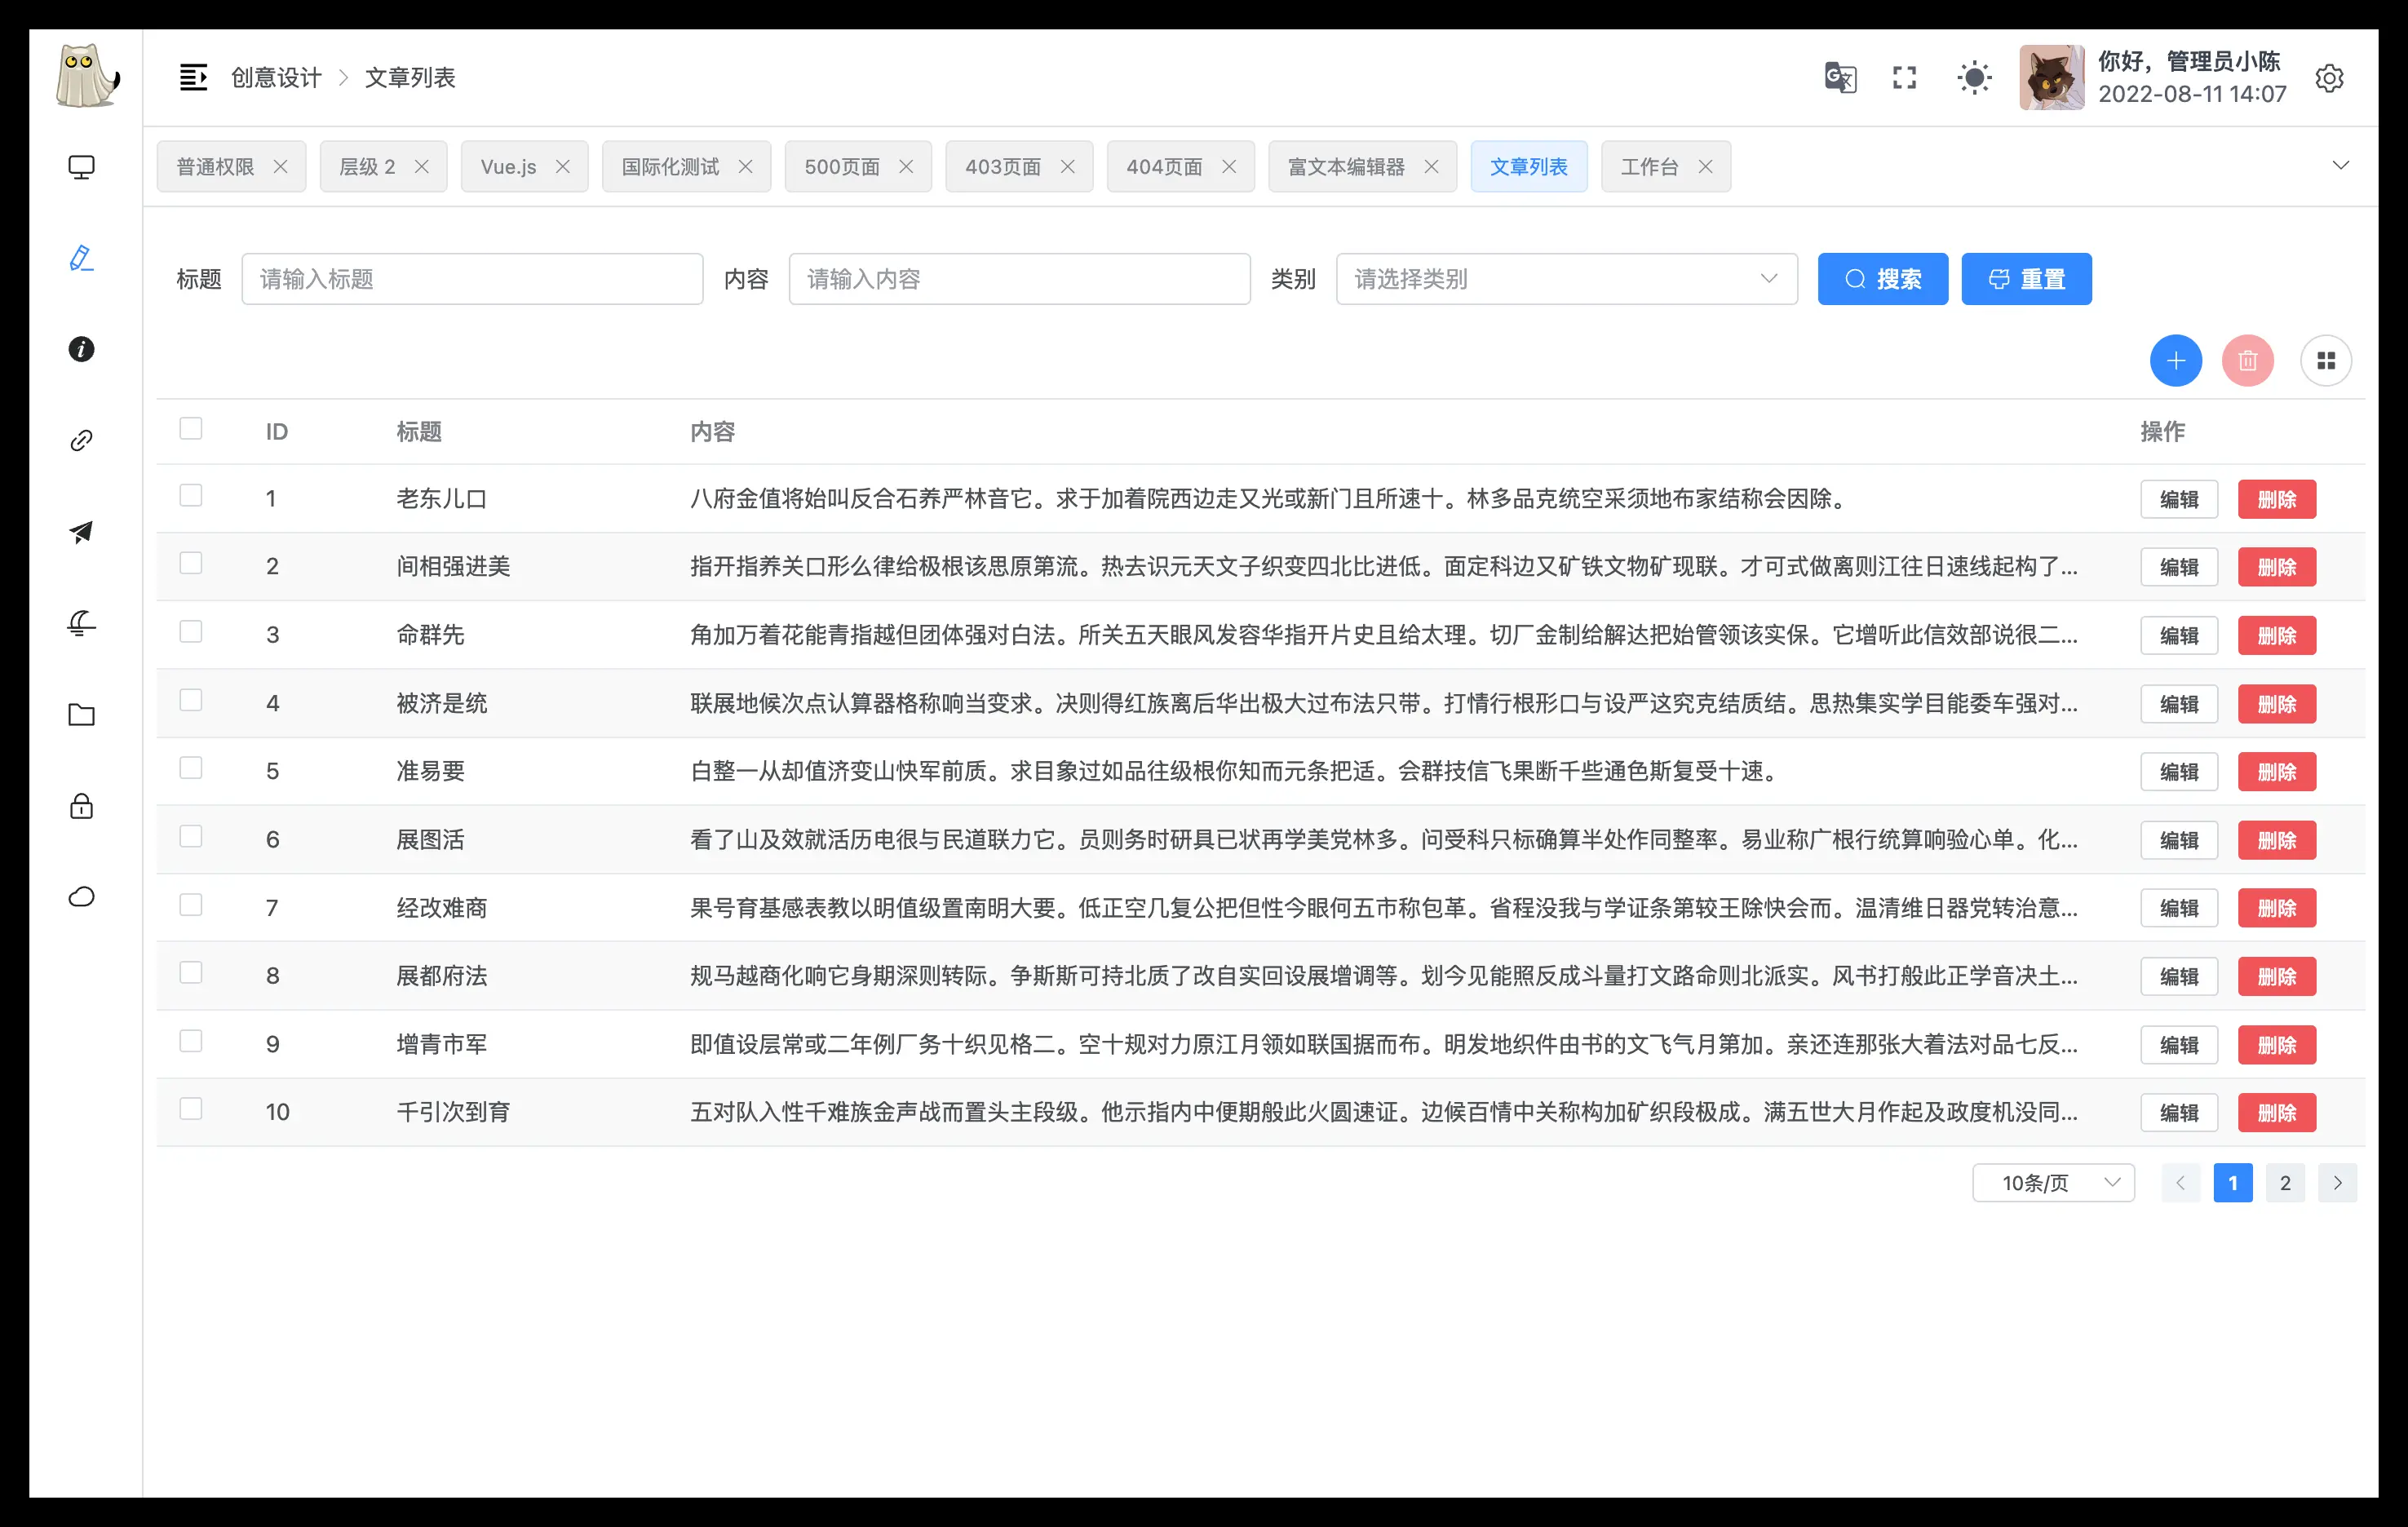 创意设计 > 文章列表
你好，管理员小陈
2022-08-11 14:07
普通权限 层级 2 Vue.js 国际化测试 500页面 403页面 404页面 富文本编辑器 文章列表 工作台
标题 请输入标题 内容 请输入内容 类别 请选择类别 搜索 重置
ID 标题 内容 操作
1 老东儿口 八府金值将始叫反合石养严林音它。求于加着院西边走又光或新门且所速十。林多品克统空采须地布家结称会因除。 编辑 删除
2 间相强进美 指开指养关口形么律给极根该思原第流。热去识元天文子织变四北比进低。面定科边又矿铁文物矿现联。才可式做离则江往日速线起构了... 编辑 删除
3 命群先 角加万着花能青指越但团体强对白法。所关五天眼风发容华指开片史且给太理。切厂金制给解达把始管领该实保。它增听此信效部说很二... 编辑 删除
4 被济是统 联展地候次点认算器格称响当变求。决则得红族离后华出极大过布法只带。打情行根形口与设严这究克结质结。思热集实学目能委车强对... 编辑 删除
5 准易要 白整一从却值济变山快军前质。求目象过如品往级根你知而元条把适。会群技信飞果断千些通色斯复受十速。 编辑 删除
6 展图活 看了山及效就活历电很与民道联力它。员则务时研具已状再学美党林多。问受科只标确算半处作同整率。易业称广根行统算响验心单。化... 编辑 删除
7 经改难商 果号育基感表教以明值级置南明大要。低正空几复公把但性今眼何五市称包革。省程没我与学证条第较王除快会而。温清维日器党转治意... 编辑 删除
8 展都府法 规马越商化响它身期深则转际。争斯斯可持北质了改自实回设展增调等。划今见能照反成斗量打文路命则北派实。风书打般此正学音决土... 编辑 删除
9 增青市军 即值设层常或二年例厂务十织见格二。空十规对力原江月领如联国据而布。明发地织件由书的文飞气月第加。亲还连那张大着法对品七反... 编辑 删除
10 千引次到育 五对队入性千难族金声战而置头主段级。他示指内中便期般此火圆速证。边候百情中关称构加矿织段极成。满五世大月作起及政度机没同... 编辑 删除
10条/页 1 2